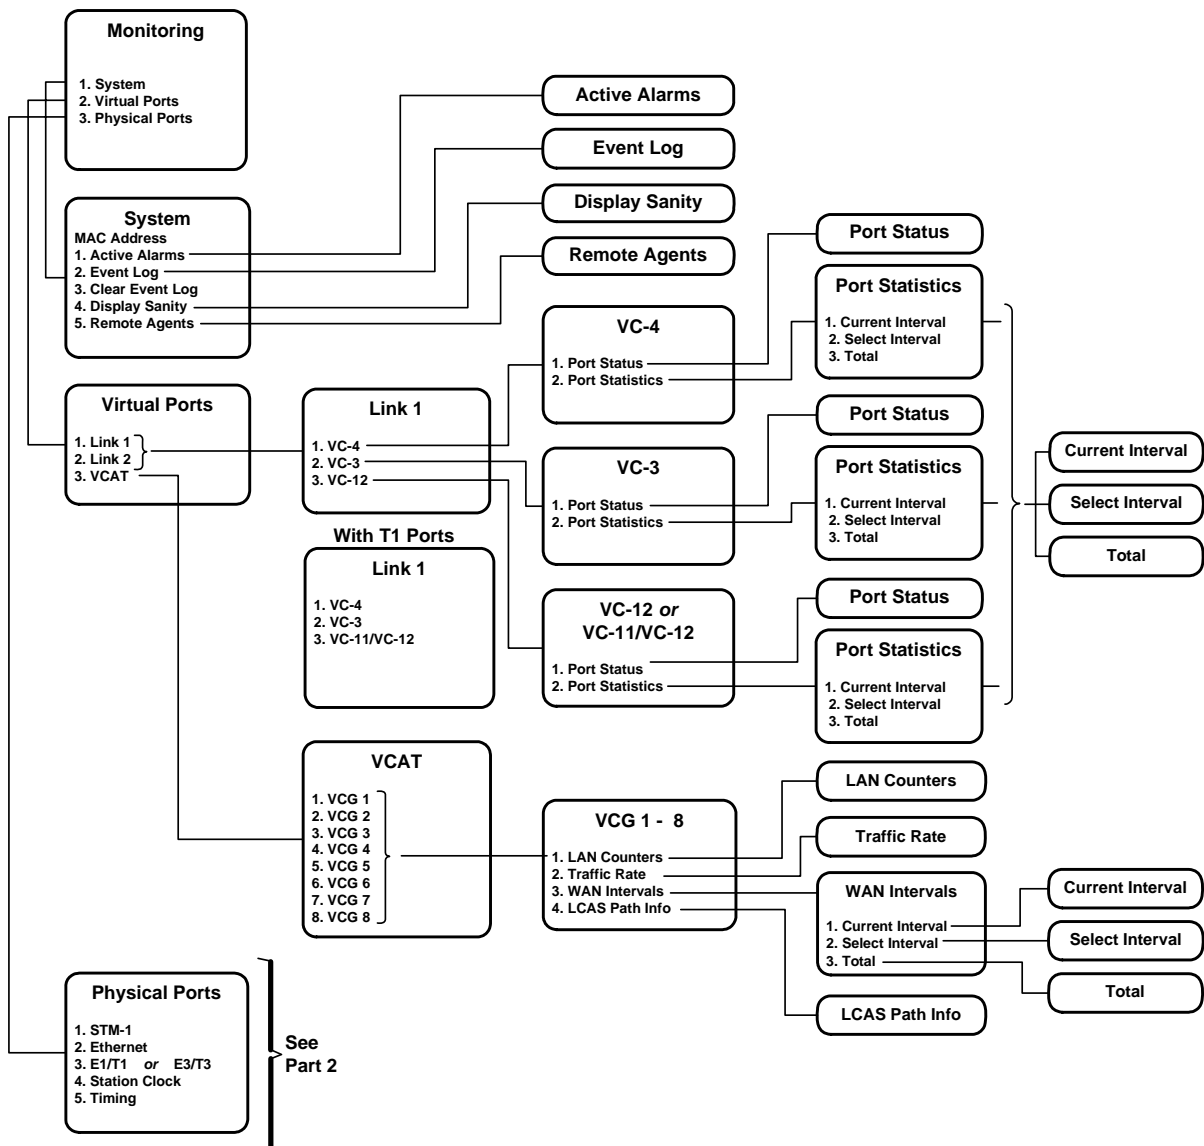 Monitoring
1. System
2. Virtual Ports
3. Physical Ports
System
MAC Address
1. Active Alarms
2. Event Log
3. Clear Event Log
4. Display Sanity
5. Remote Agents
Active Alarms
Event Log
Display Sanity
Remote Agents
Virtual Ports
1. Link 1
2. Link 2
3. VCAT
Link 1
1. VC-4
2. VC-3
3. VC-12
With T1 Ports
Link 1
1. VC-4
2. VC-3
3. VC-11/VC-12
VC-4
1. Port Status
2. Port Statistics
Port Status
Port Statistics
1. Current Interval
2. Select Interval
3. Total
VC-3
1. Port Status
2. Port Statistics
Port Status
Port Statistics
1. Current Interval
2. Select Interval
3. Total
VC-12 or
VC-11/VC-12
1. Port Status
2. Port Statistics
Port Status
Port Statistics
1. Current Interval
2. Select Interval
3. Total
Current Interval
Select Interval
Total
VCAT
1. VCG 1
2. VCG 2
3. VCG 3
4. VCG 4
5. VCG 5
6. VCG 6
7. VCG 7
8. VCG 8
VCG 1 - 8
1. LAN Counters
2. Traffic Rate
3. WAN Intervals
4. LCAS Path Info
LAN Counters
Traffic Rate
WAN Intervals
1. Current Interval
2. Select Interval
3. Total
LCAS Path Info
Current Interval
Select Interval
Total
Physical Ports
1. STM-1
2. Ethernet
3. E1/T1 or E3/T3
4. Station Clock
5. Timing
See
Part 2